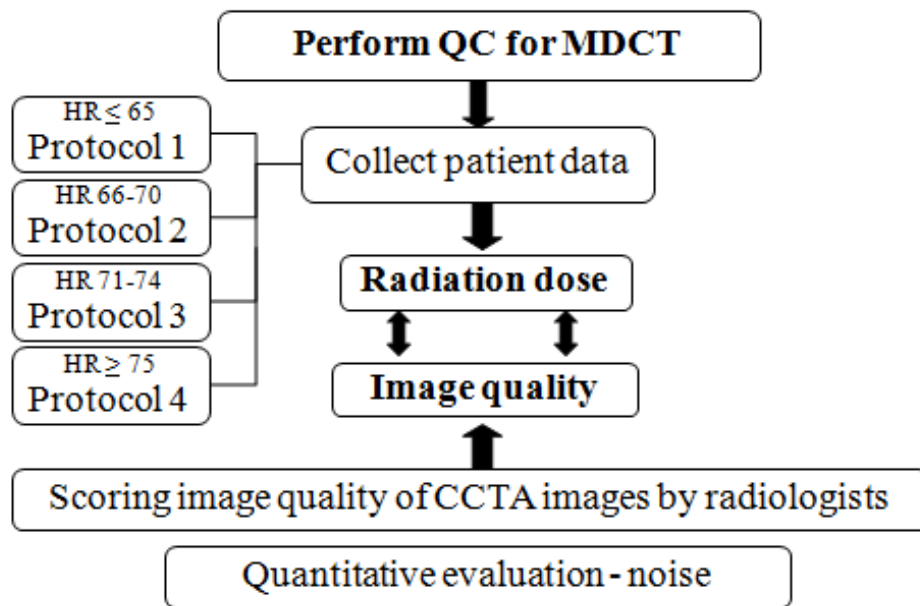 Perform QC for MDCT
HR ≤ 65
Protocol 1
HR 66-70
Protocol 2
HR 71-74
Protocol 3
HR ≥ 75
Protocol 4
Collect patient data
Radiation dose
Image quality
Scoring image quality of CCTA images by radiologists
Quantitative evaluation - noise